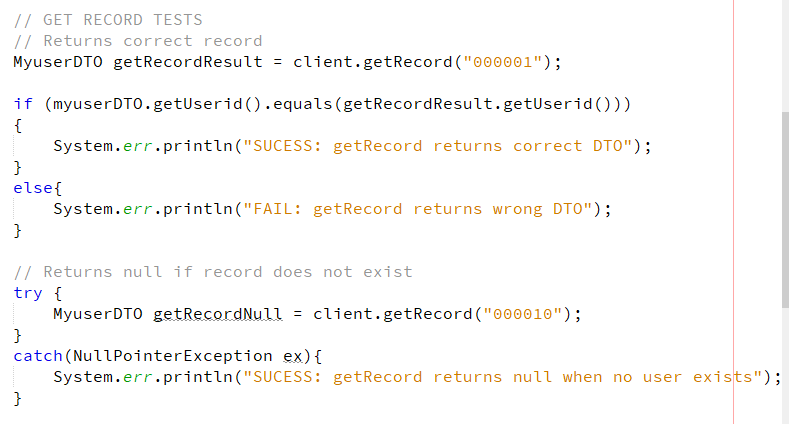 // GET RECORD TESTS
// Returns correct record
MyuserDTO getRecordResult = client.getRecord("000001");
if (myuserDTO.getUserid().equals(getRecordResult.getUserid()))
{
System.err.println("SUCESS: getRecord returns correct DTO");
}
else{
System.err.println("FAIL: getRecord returns wrong DTO");
}
// Returns null if record does not exist
try {
MyuserDTO getRecordNull = client.getRecord("000010");
}
catch(NullPointerException ex){
System.err.println("SUCESS: getRecord returns null when no user exists");
}